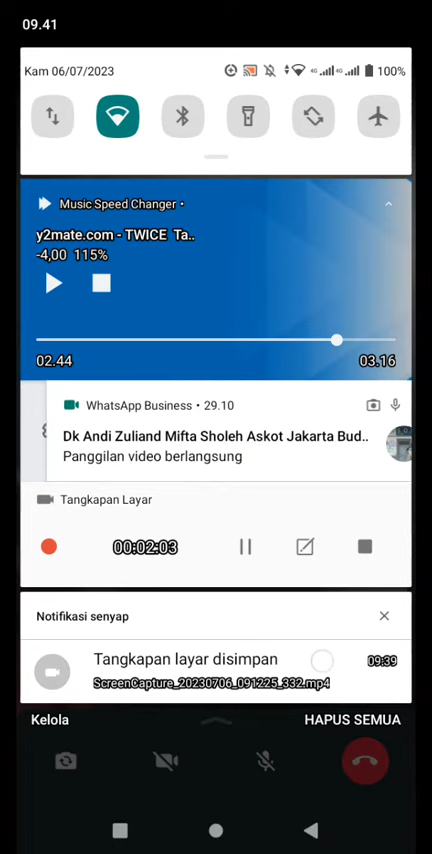 09.41
Kam 06/07/2023
4G
4G
100%
Music Speed Changer •
y2mate.com - TWICE Ta..
-4,00 115%
02.44
03.16
WhatsApp Business • 29.10
Dk Andi Zuliand Mifta Sholeh Askot Jakarta Bud..
Panggilan video berlangsung
Tangkapan Layar
00:02:03
Notifikasi senyap
Tangkapan layar disimpan
09:39
ScreenCapture_20230706_091225_332.mp4
Kelola
HAPUS SEMUA